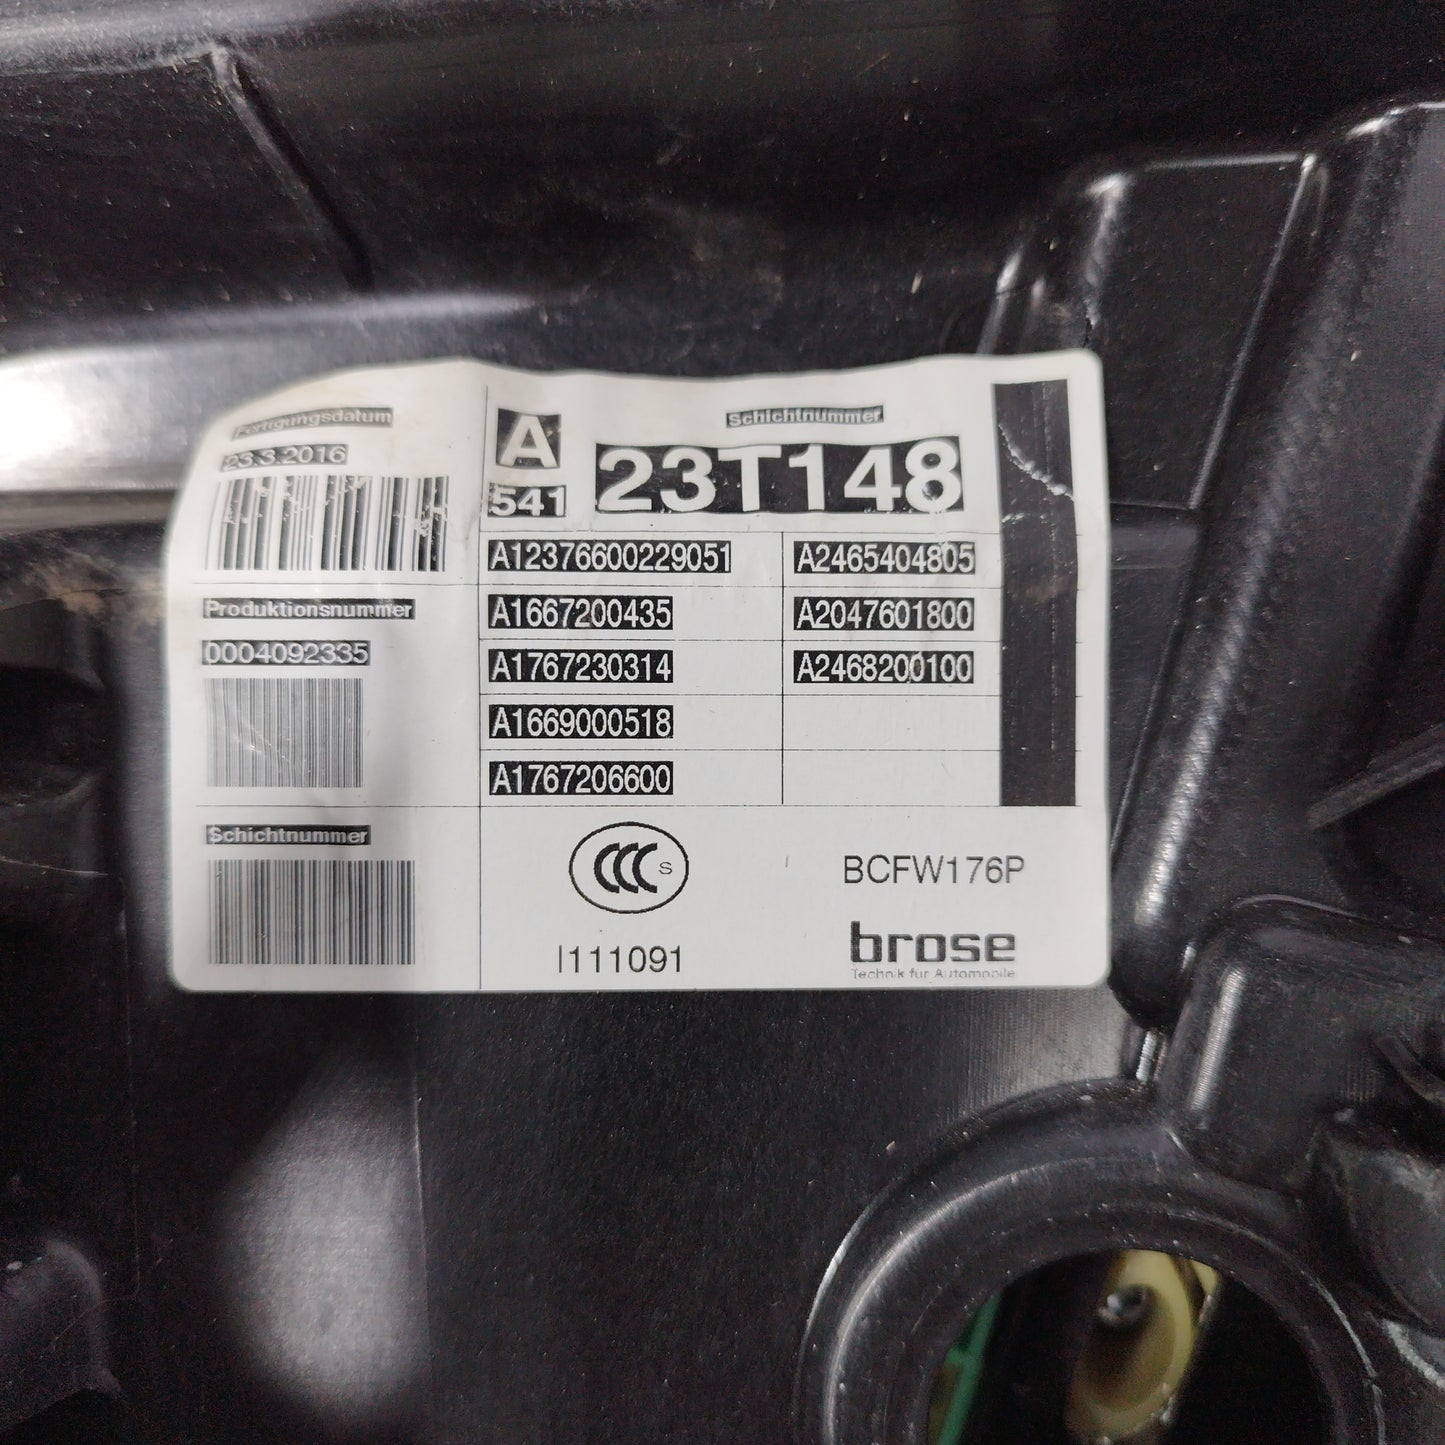 Fertigungsdatum
23.3.2016
A
541
Schichtnummer
23T148
A12376600229051
A2465404805
A1667200435
A2047601800
A1767230314
A2468200100
A1669000518
A1767206600
Produktionsnummer
0004092335
Schichtnummer
CCC S
I111091
BCFW176P
brose
Technik für Automobile